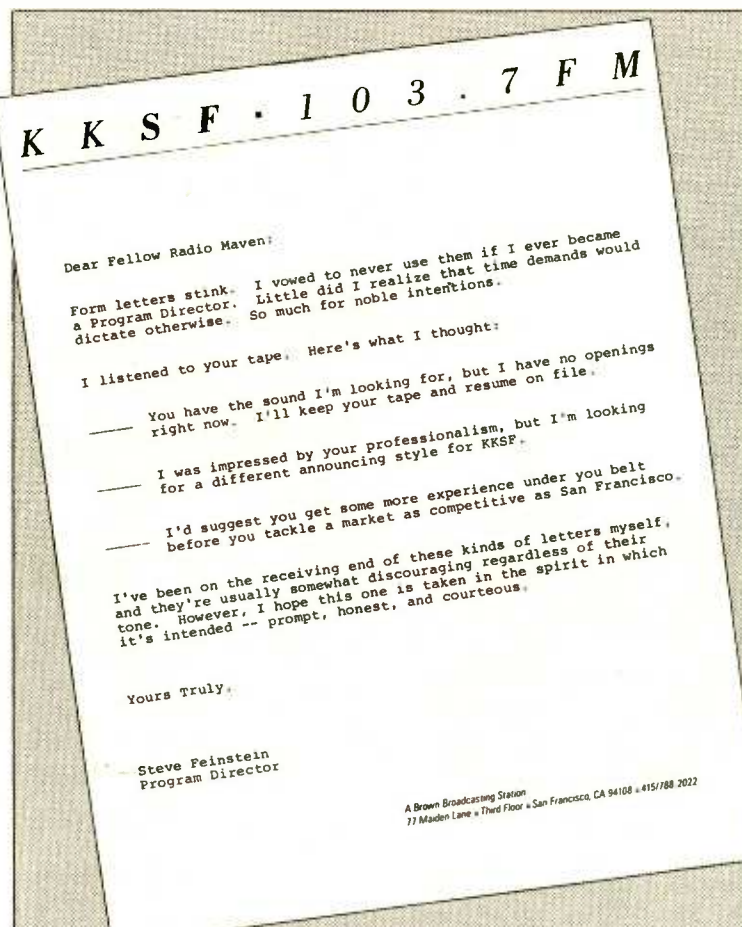 KKSF · 103.7 FM
Dear Fellow Radio Maven:
Form letters stink. I vowed to never use them if I ever became
a Program Director. Little did I realize that time demands would
dictate otherwise. So much for noble intentions.
I listened to your tape. Here's what I thought:
_____ You have the sound I'm looking for, but I have no openings
right now. I'll keep your tape and resume on file.
_____ I was impressed by your professionalism, but I'm looking
for a different announcing style for KKSF.
_____ I'd suggest you get some more experience under you belt
before you tackle a market as competitive as San Francisco.
I've been on the receiving end of these kinds of letters myself,
and they're usually somewhat discouraging regardless of their
tone. However, I hope this one is taken in the spirit in which
it's intended -- prompt, honest, and courteous.
Yours Truly,
Steve Feinstein
Program Director
A Brown Broadcasting Station
77 Maiden Lane ■ Third Floor ■ San Francisco, CA 94108 ■ 415/788-2022